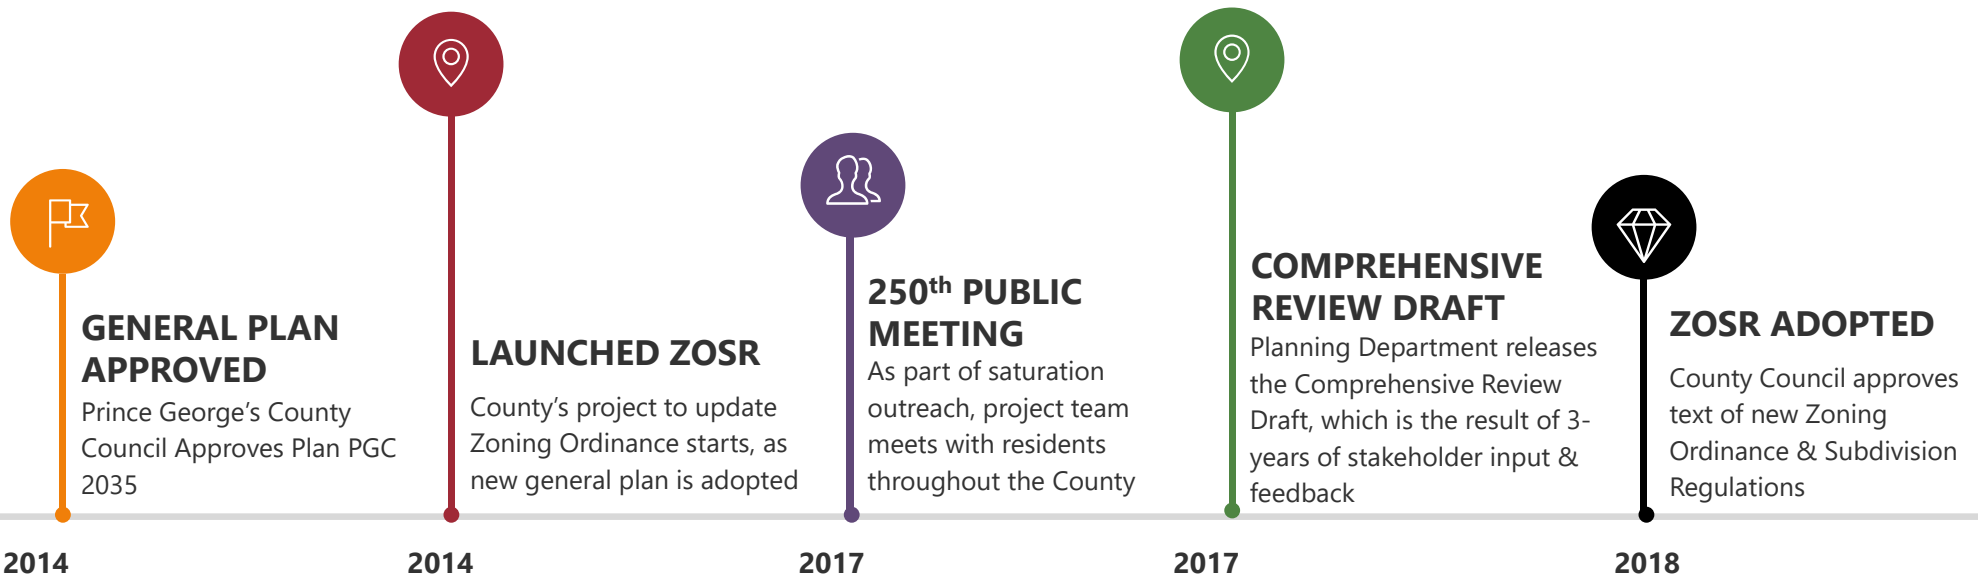 GENERAL PLAN
APPROVED
Prince George’s County
Council Approves Plan PGC
2035
LAUNCHED ZOSR
County’s project to update
Zoning Ordinance starts, as
new general plan is adopted
250th PUBLIC
MEETING
As part of saturation
outreach, project team
meets with residents
throughout the County
COMPREHENSIVE
REVIEW DRAFT
Planning Department releases
the Comprehensive Review
Draft, which is the result of 3-
years of stakeholder input &
feedback
ZOSR ADOPTED
County Council approves
text of new Zoning
Ordinance & Subdivision
Regulations
2014
2014
2017
2017
2018